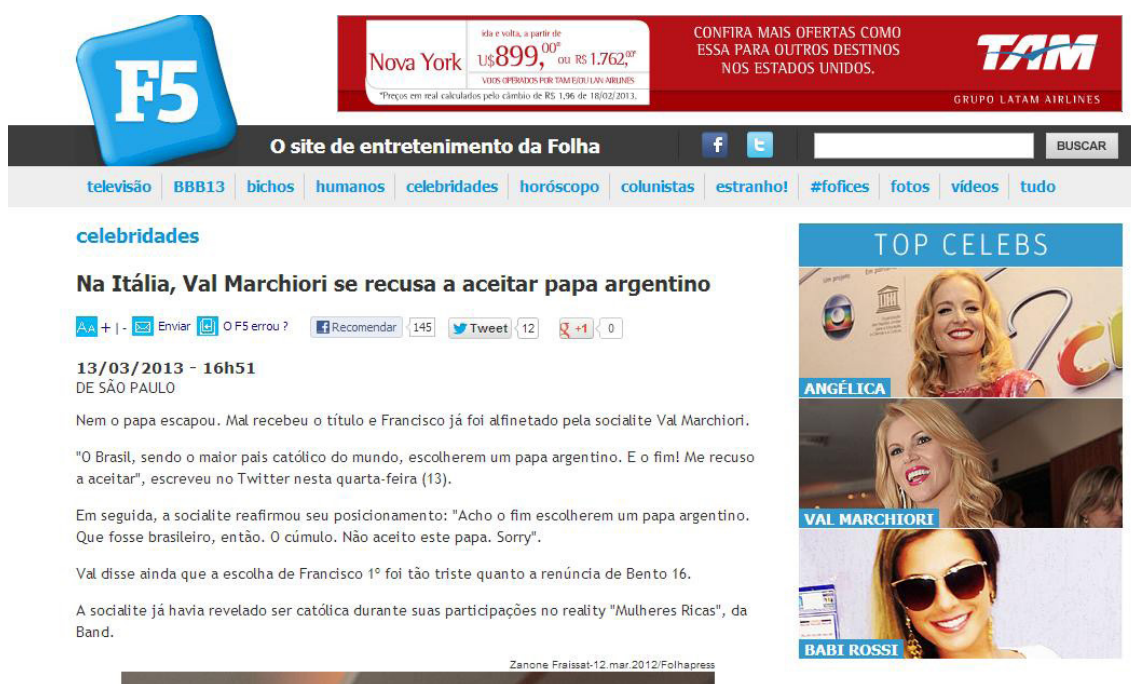 F5
Nova York
ida e volta, a partir de
U$899,00* ou R$ 1.762,00*
VOOS OPERADOS POR TAM E/OU LAN AIRLINES
*Preços em real calculados pelo câmbio de R$ 1,96 de 18/02/2013.
CONFIRA MAIS OFERTAS COMO
ESSA PARA OUTROS DESTINOS
NOS ESTADOS UNIDOS.
TAM
GRUPO LATAM AIRLINES
O site de entretenimento da Folha
f t BUSCAR
televisão BBB13 bichos humanos celebridades horóscopo colunistas estranho! #fofices fotos vídeos tudo
celebridades
Na Itália, Val Marchiori se recusa a aceitar papa argentino
AA + | - Enviar O F5 errou ? Recomendar 145 Tweet 12 g +1 0
13/03/2013 - 16h51
DE SÃO PAULO
Nem o papa escapou. Mal recebeu o título e Francisco já foi alfinetado pela socialite Val Marchiori.
"O Brasil, sendo o maior pais católico do mundo, escolherem um papa argentino. E o fim! Me recuso
a aceitar", escreveu no Twitter nesta quarta-feira (13).
Em seguida, a socialite reafirmou seu posicionamento: "Acho o fim escolherem um papa argentino.
Que fosse brasileiro, então. O cúmulo. Não aceito este papa. Sorry".
Val disse ainda que a escolha de Francisco 1º foi tão triste quanto a renúncia de Bento 16.
A socialite já havia revelado ser católica durante suas participações no reality "Mulheres Ricas", da
Band.
Zanone Fraissat-12.mar.2012/Folhapress
TOP CELEBS
ANGÉLICA
VAL MARCHIORI
BABI ROSSI